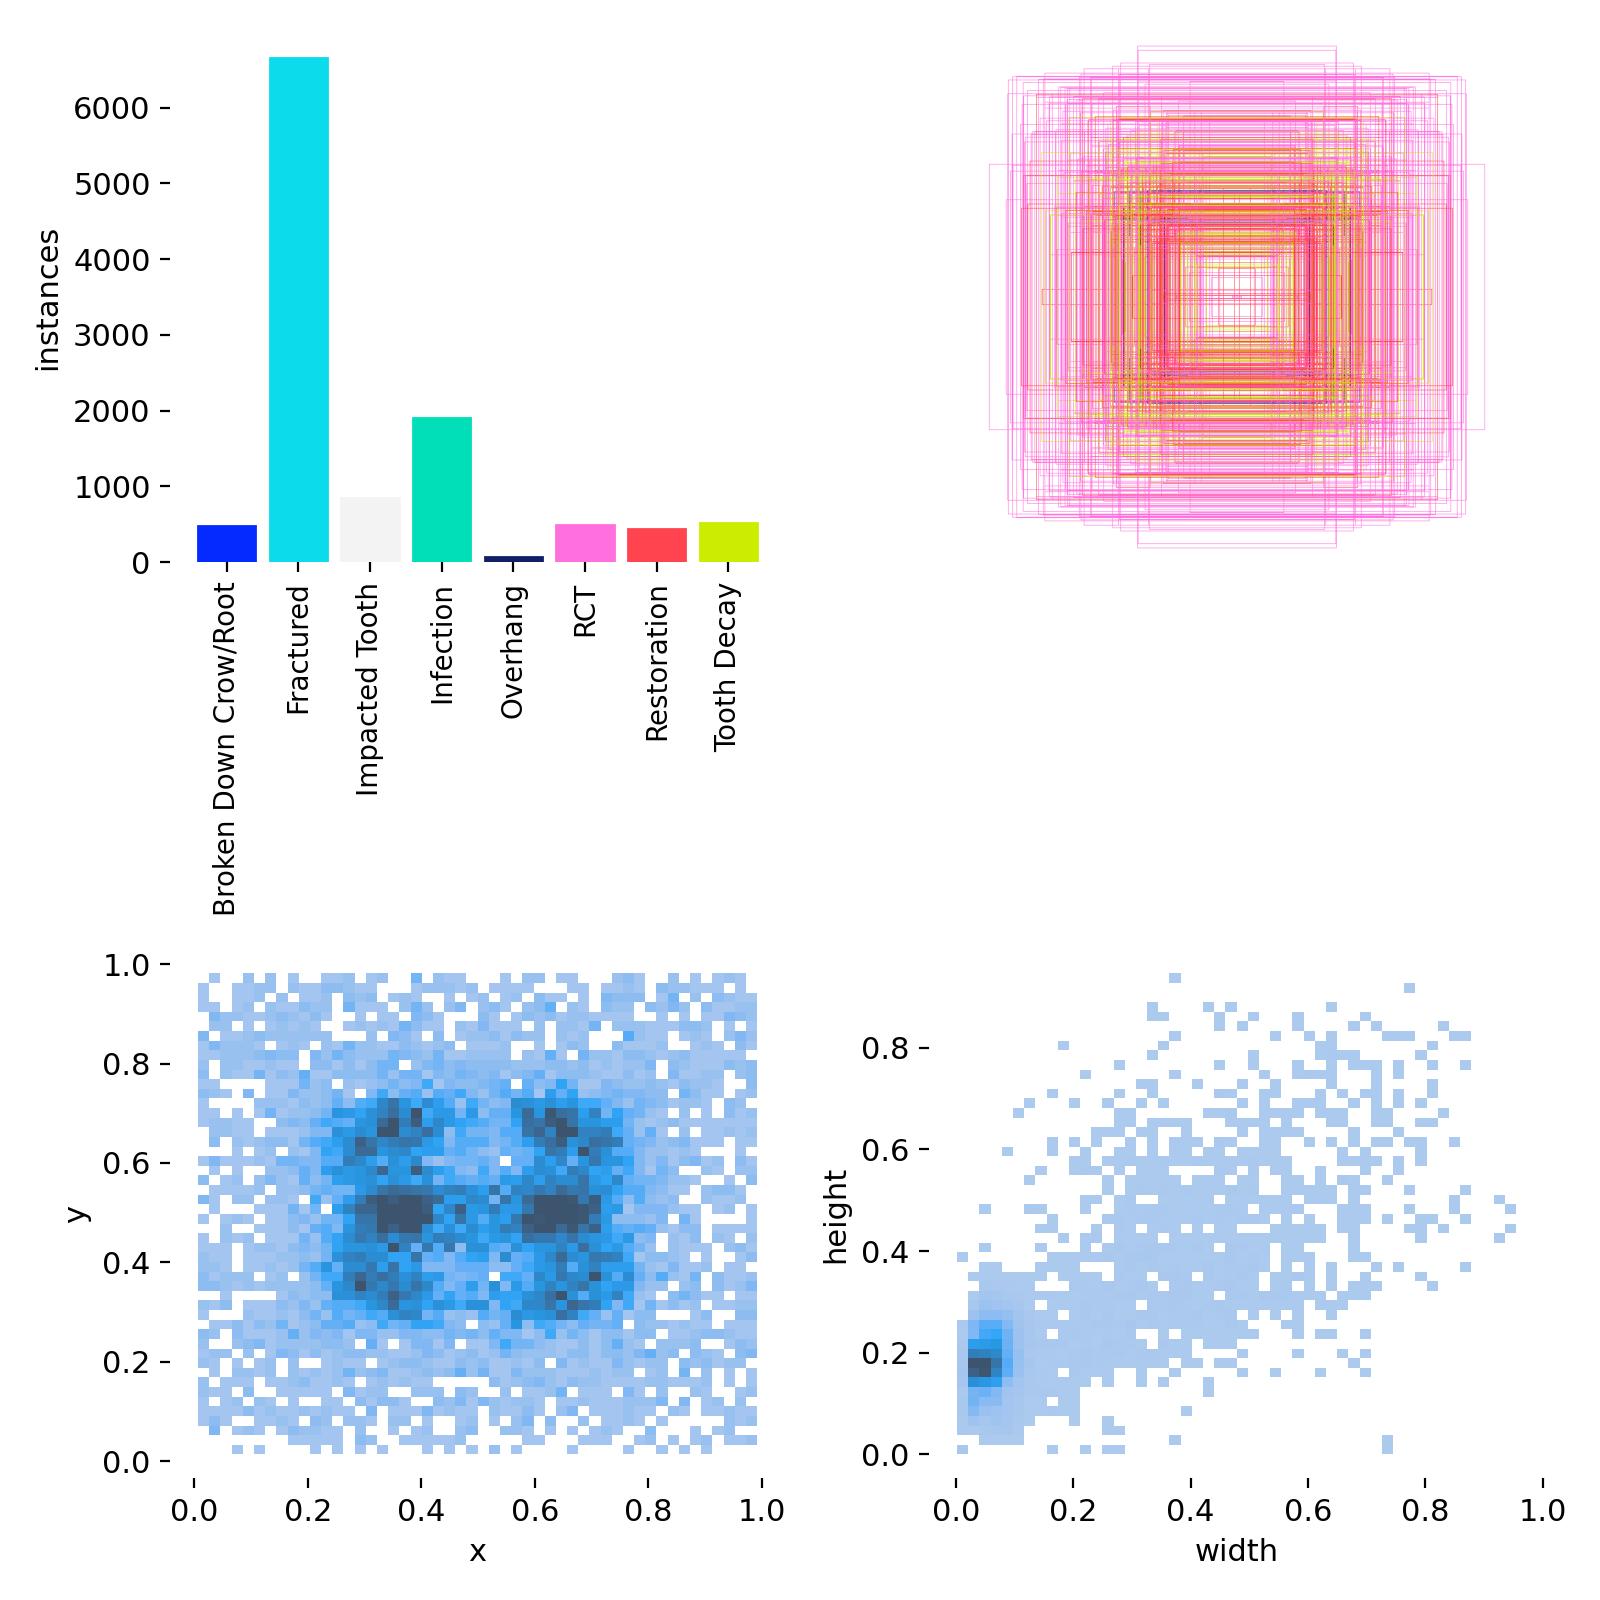 6000
5000
4000
3000
2000
1000
0
instances
Broken Down Crow/Root
Fractured
Impacted Tooth
Infection
Overhang
RCT
Restoration
Tooth Decay
1.0
0.8
0.6
0.4
0.2
0.0
y
0.0 0.2 0.4 0.6 0.8 1.0
x
0.8
0.6
0.4
0.2
0.0
height
0.0 0.2 0.4 0.6 0.8 1.0
width